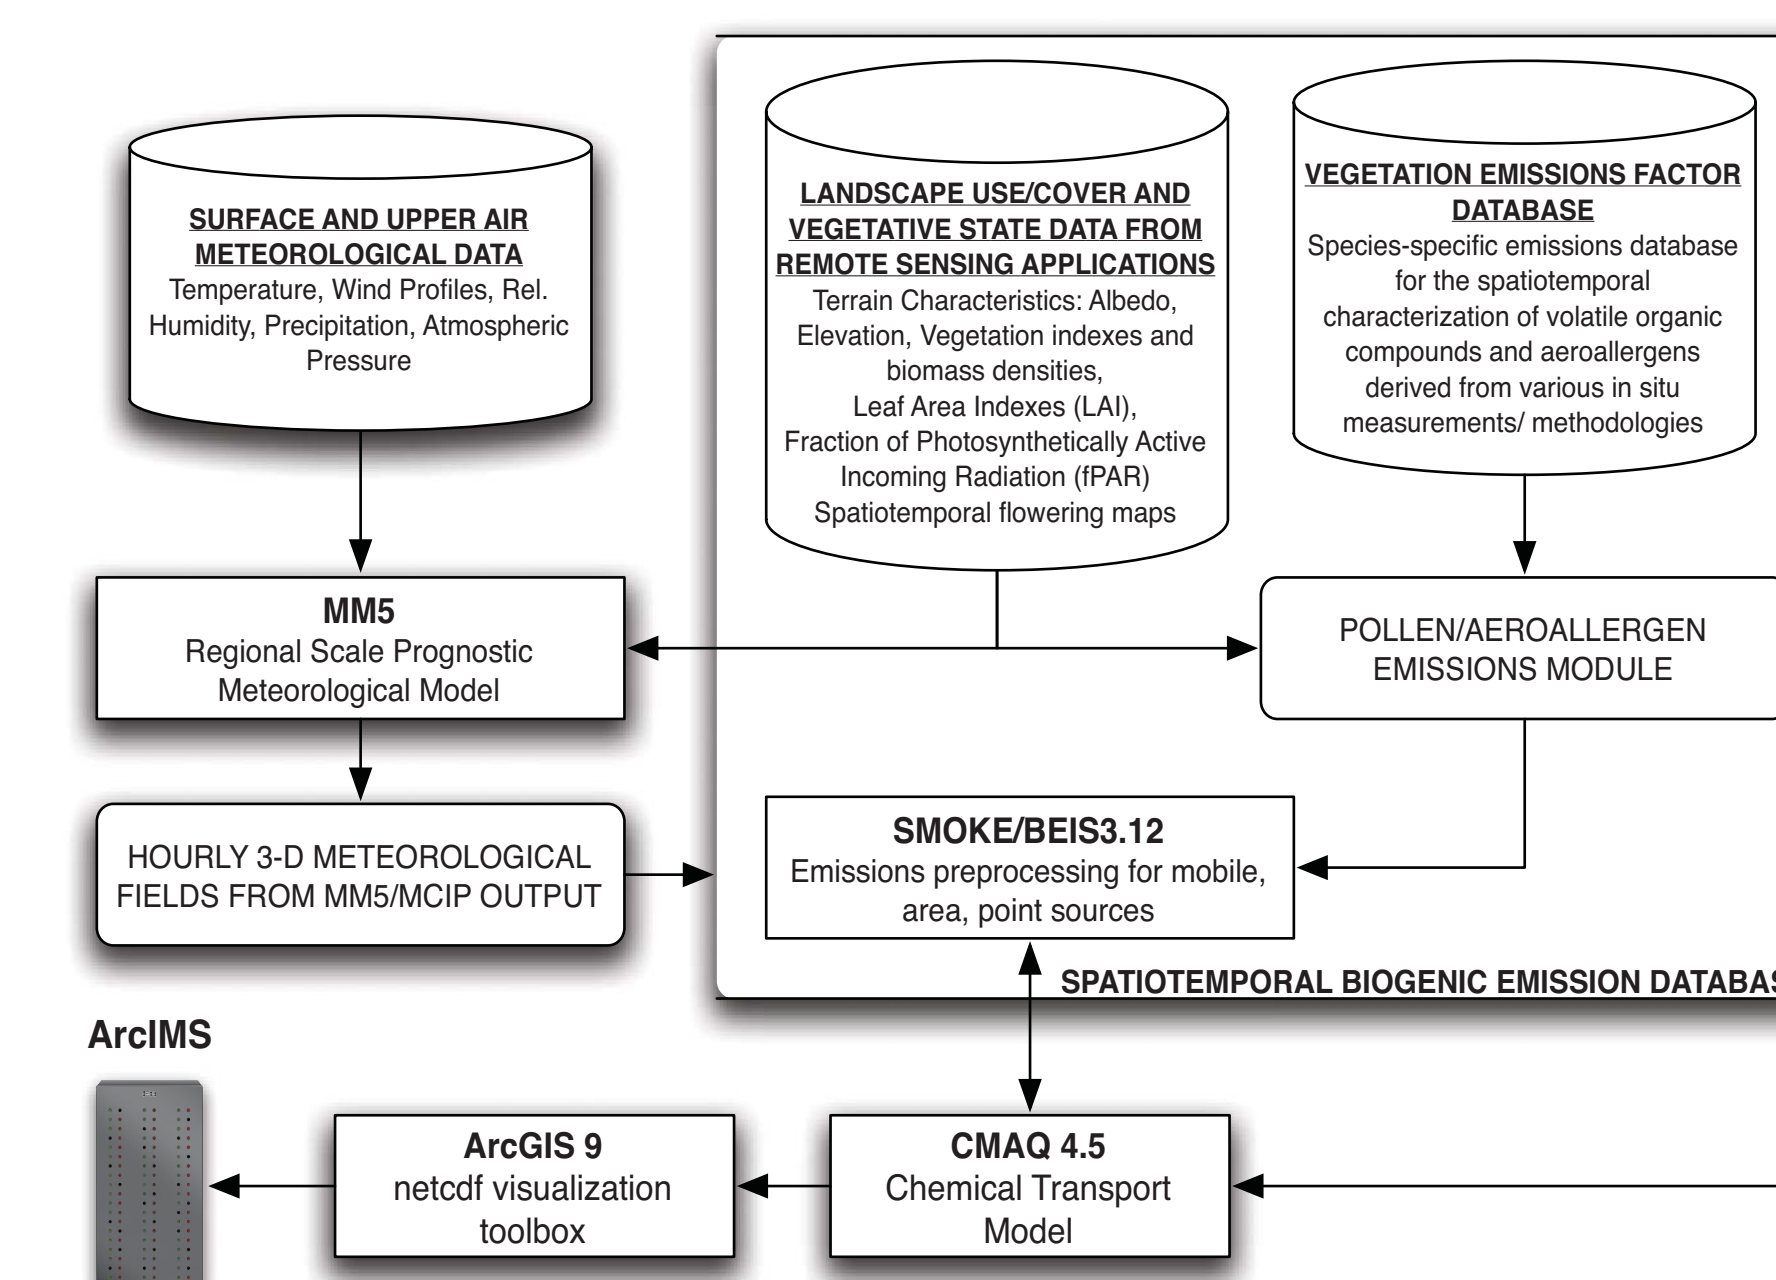 SURFACE AND UPPER AIR
METEOROLOGICAL DATA
Temperature, Wind Profiles, Rel.
Humidity, Precipitation, Atmospheric
Pressure
LANDSCAPE USE/COVER AND
VEGETATIVE STATE DATA FROM
REMOTE SENSING APPLICATIONS
Terrain Characteristics: Albedo,
Elevation, Vegetation indexes and
biomass densities,
Leaf Area Indexes (LAI),
Fraction of Photosynthetically Active
Incoming Radiation (fPAR)
Spatiotemporal flowering maps
VEGETATION EMISSIONS FACTOR
DATABASE
Species-specific emissions database
for the spatiotemporal
characterization of volatile organic
compounds and aeroallergens
derived from various in situ
measurements/ methodologies
MM5
Regional Scale Prognostic
Meteorological Model
POLLEN/AEROALLERGEN
EMISSIONS MODULE
HOURLY 3-D METEOROLOGICAL
FIELDS FROM MM5/MCIP OUTPUT
SMOKE/BEIS3.12
Emissions preprocessing for mobile,
area, point sources
SPATIOTEMPORAL BIOGENIC EMISSION
ArcIMS
ArcGIS 9
netcdf visualization
toolbox
CMAQ 4.5
Chemical Transport
Model